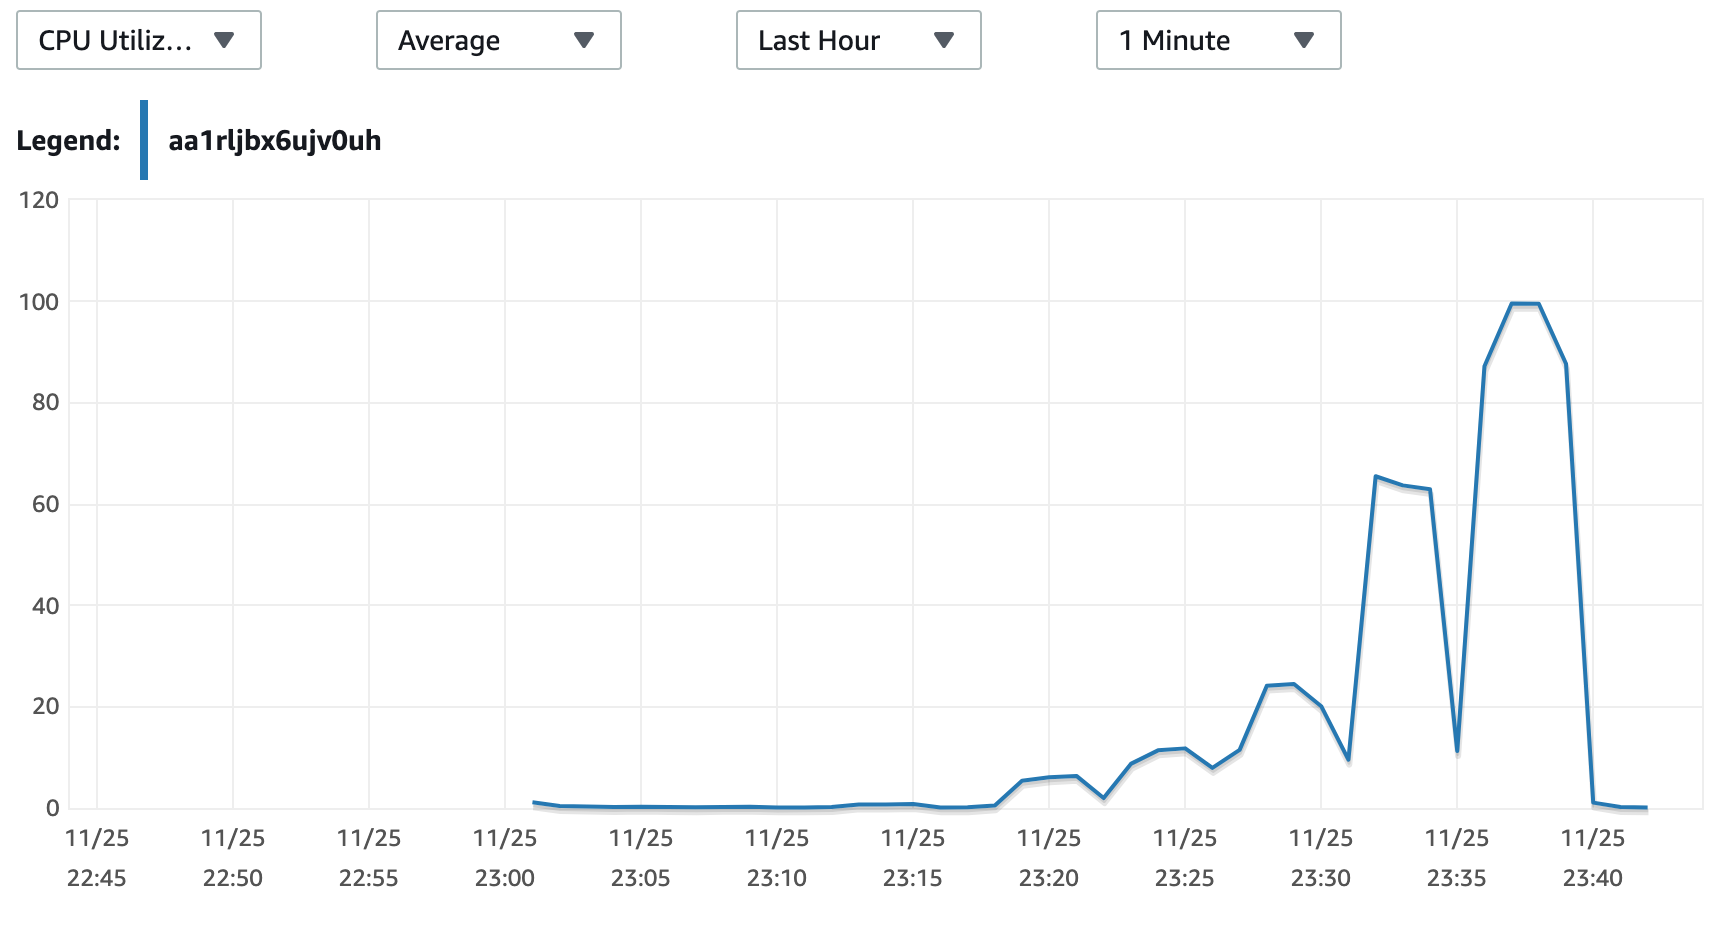 CPU Utiliz... Average Last Hour 1 Minute
Legend: aa1rljbx6ujv0uh
120
100
80
60
40
20
0
11/25 11/25 11/25 11/25 11/25 11/25 11/25 11/25 11/25 11/25 11/25 11/25
22:45 22:50 22:55 23:00 23:05 23:10 23:15 23:20 23:25 23:30 23:35 23:40